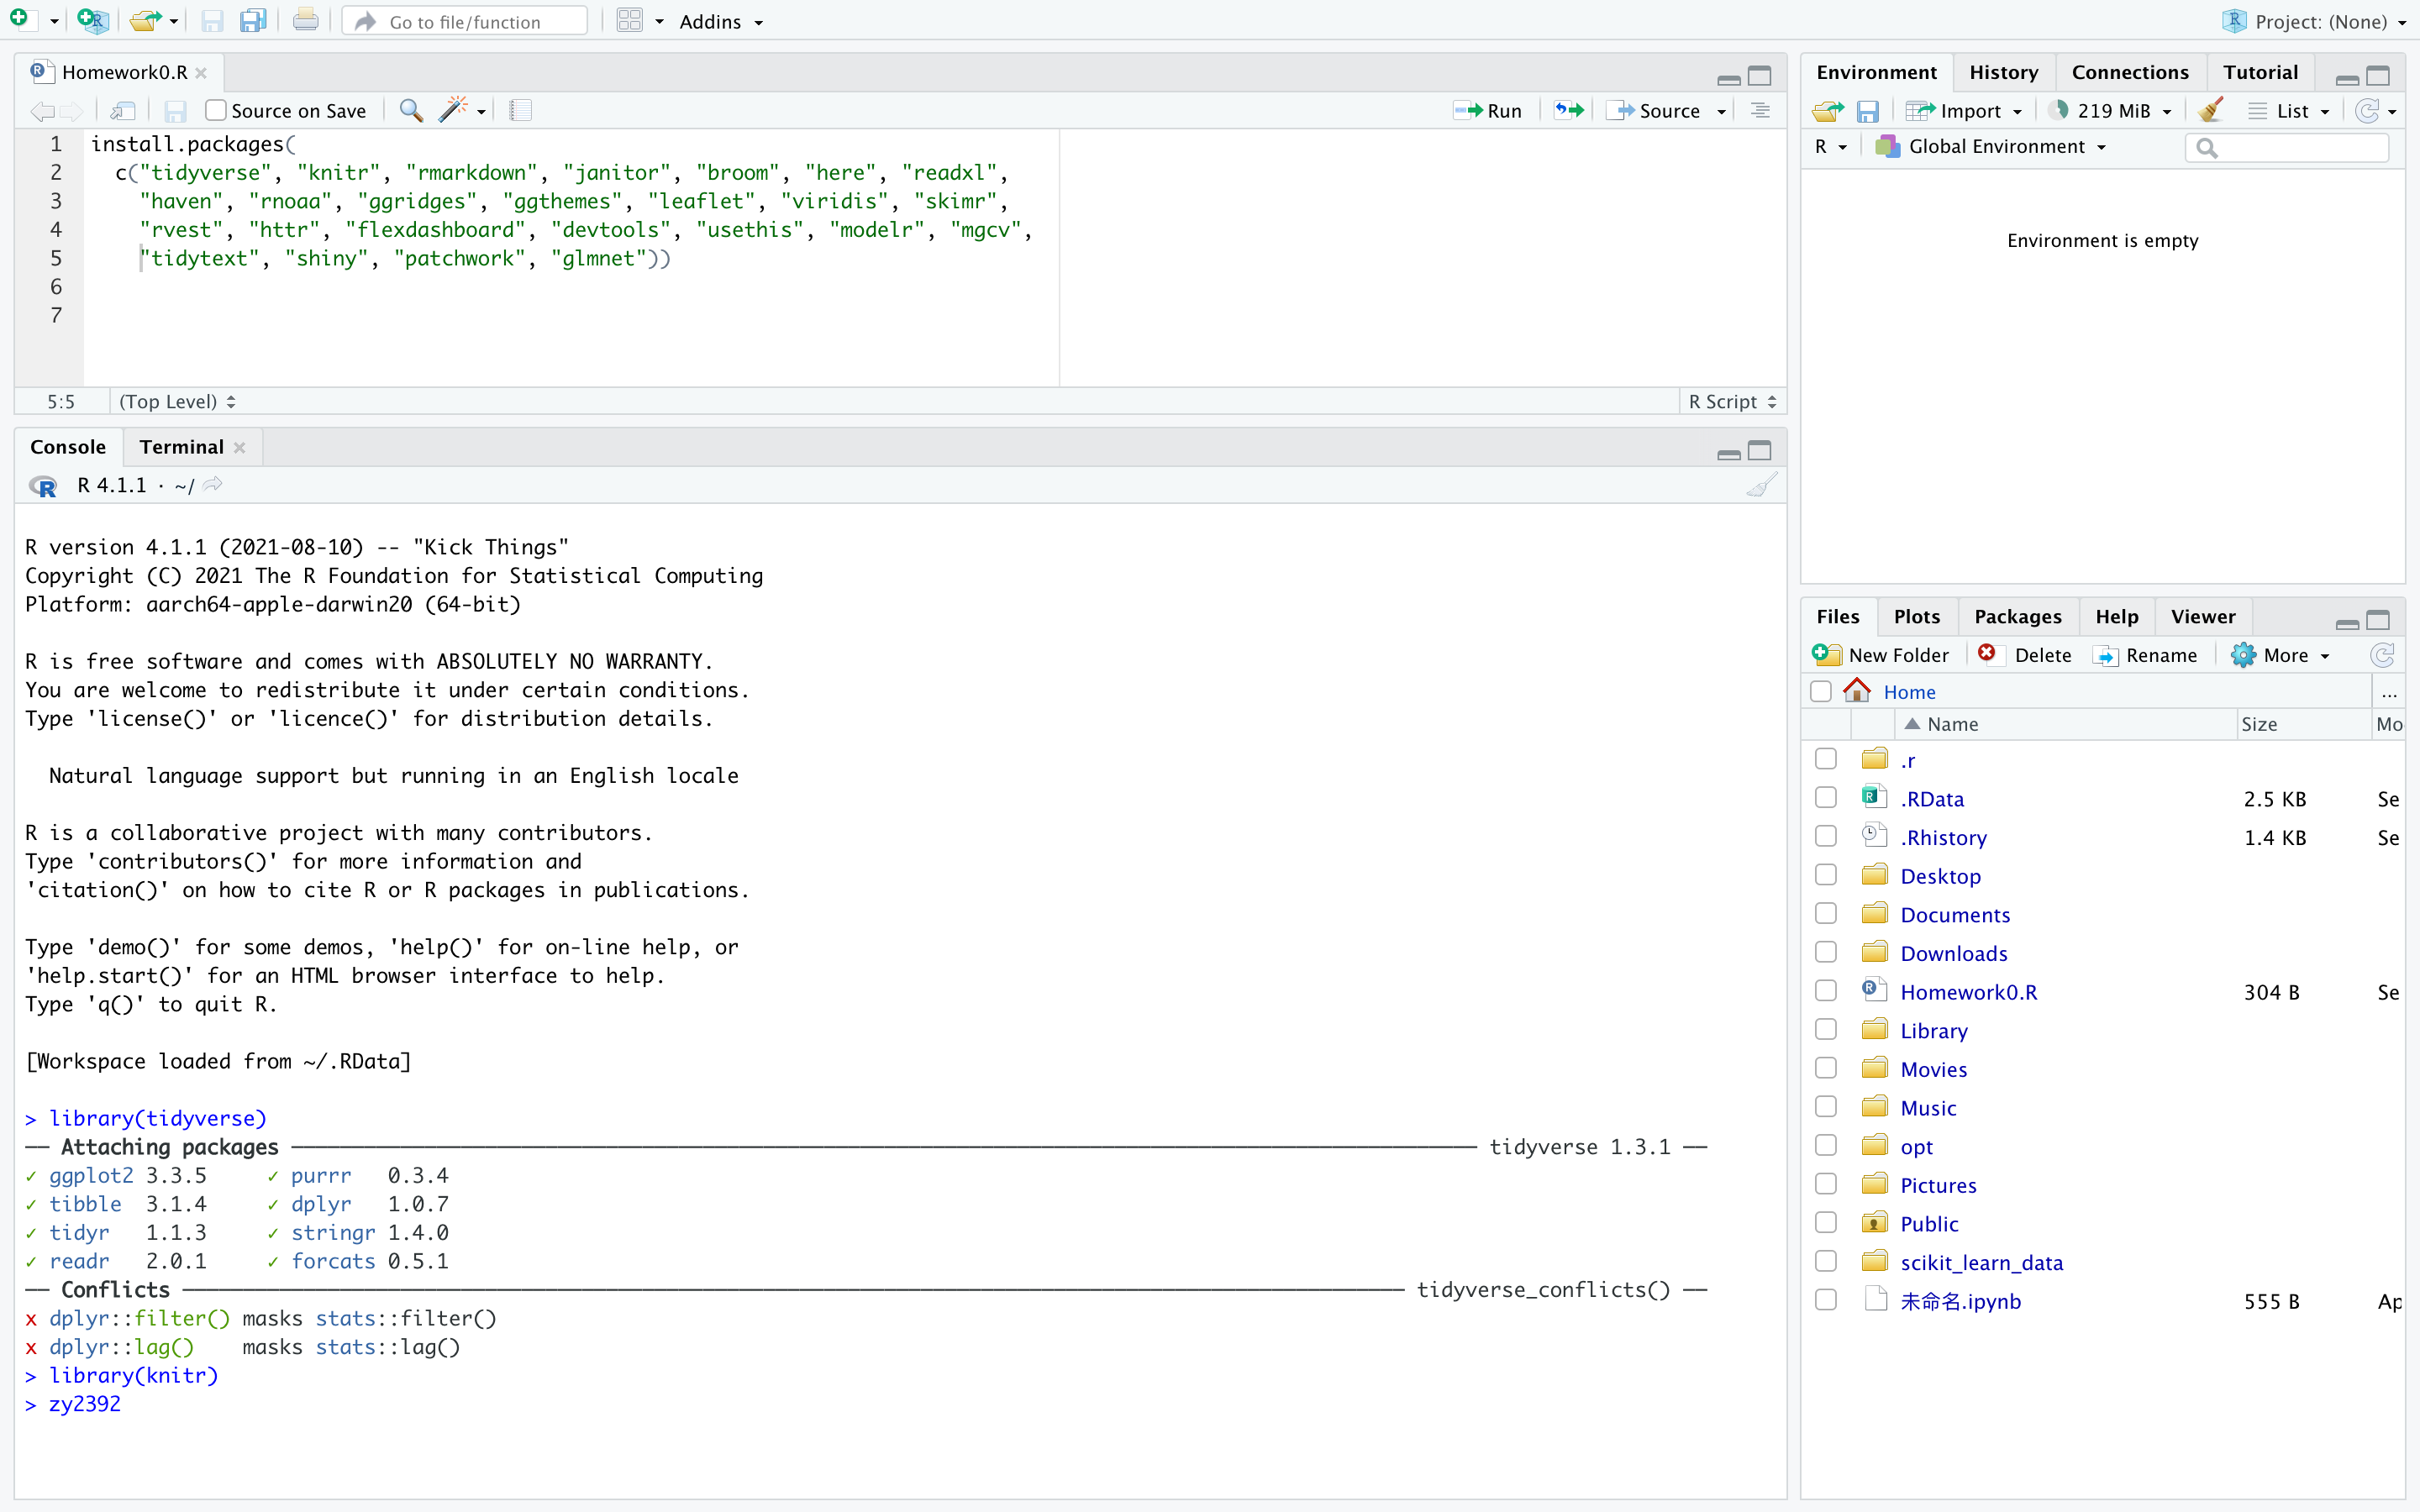 Go to file/function
Addins
Project: (None)
Homework0.R
Source on Save
Run
Source
1 install.packages(
2   c("tidyverse", "knitr", "rmarkdown", "janitor", "broom", "here", "readxl",
3     "haven", "rnoaa", "ggridges", "ggthemes", "leaflet", "viridis", "skimr",
4     "rvest", "httr", "flexdashboard", "devtools", "usethis", "modelr", "mgcv",
5     "tidytext", "shiny", "patchwork", "glmnet"))
6
7
5:5 (Top Level) R Script
Console Terminal
R 4.1.1 · ~/
R version 4.1.1 (2021-08-10) -- "Kick Things"
Copyright (C) 2021 The R Foundation for Statistical Computing
Platform: aarch64-apple-darwin20 (64-bit)
R is free software and comes with ABSOLUTELY NO WARRANTY.
You are welcome to redistribute it under certain conditions.
Type 'license()' or 'licence()' for distribution details.
  Natural language support but running in an English locale
R is a collaborative project with many contributors.
Type 'contributors()' for more information and
'citation()' on how to cite R or R packages in publications.
Type 'demo()' for some demos, 'help()' for on-line help, or
'help.start()' for an HTML browser interface to help.
Type 'q()' to quit R.
[Workspace loaded from ~/.RData]
> library(tidyverse)
── Attaching packages ── tidyverse 1.3.1 ──
✓ ggplot2 3.3.5     ✓ purrr   0.3.4
✓ tibble  3.1.4     ✓ dplyr   1.0.7
✓ tidyr   1.1.3     ✓ stringr 1.4.0
✓ readr   2.0.1     ✓ forcats 0.5.1
── Conflicts ── tidyverse_conflicts() ──
x dplyr::filter() masks stats::filter()
x dplyr::lag()    masks stats::lag()
> library(knitr)
> zy2392
Environment History Connections Tutorial
Import 219 MiB List
R Global Environment
Environment is empty
Files Plots Packages Help Viewer
New Folder Delete Rename More
Home ...
Name Size Mo
.r
.RData 2.5 KB Se
.Rhistory 1.4 KB Se
Desktop
Documents
Downloads
Homework0.R 304 B Se
Library
Movies
Music
opt
Pictures
Public
scikit_learn_data
未命名.ipynb 555 B Ap